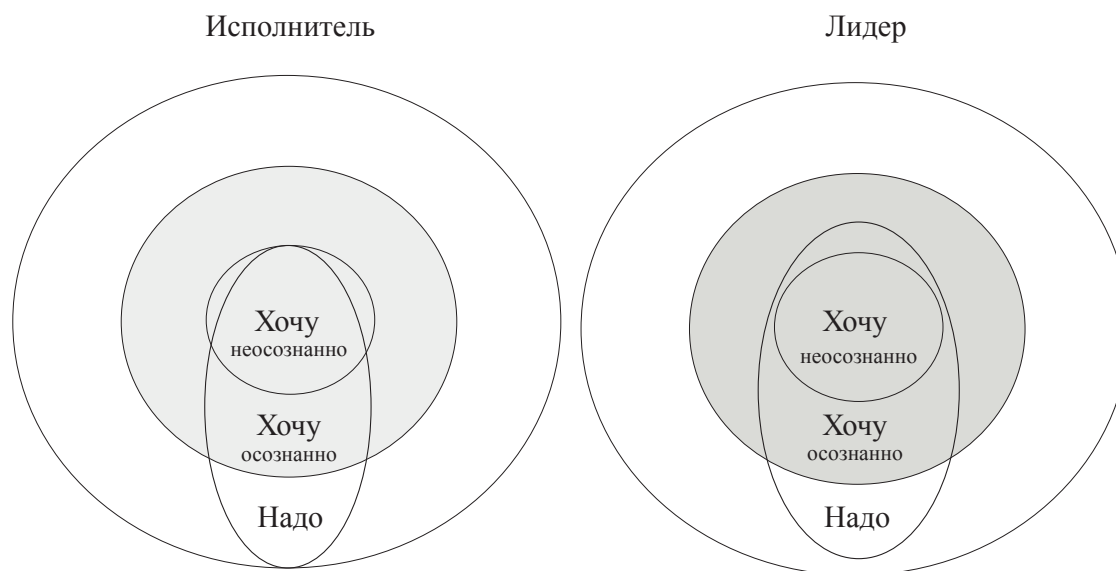 Исполнитель
Хочу
неосознанно
Хочу
осознанно
Надо
Лидер
Хочу
неосознанно
Хочу
осознанно
Надо